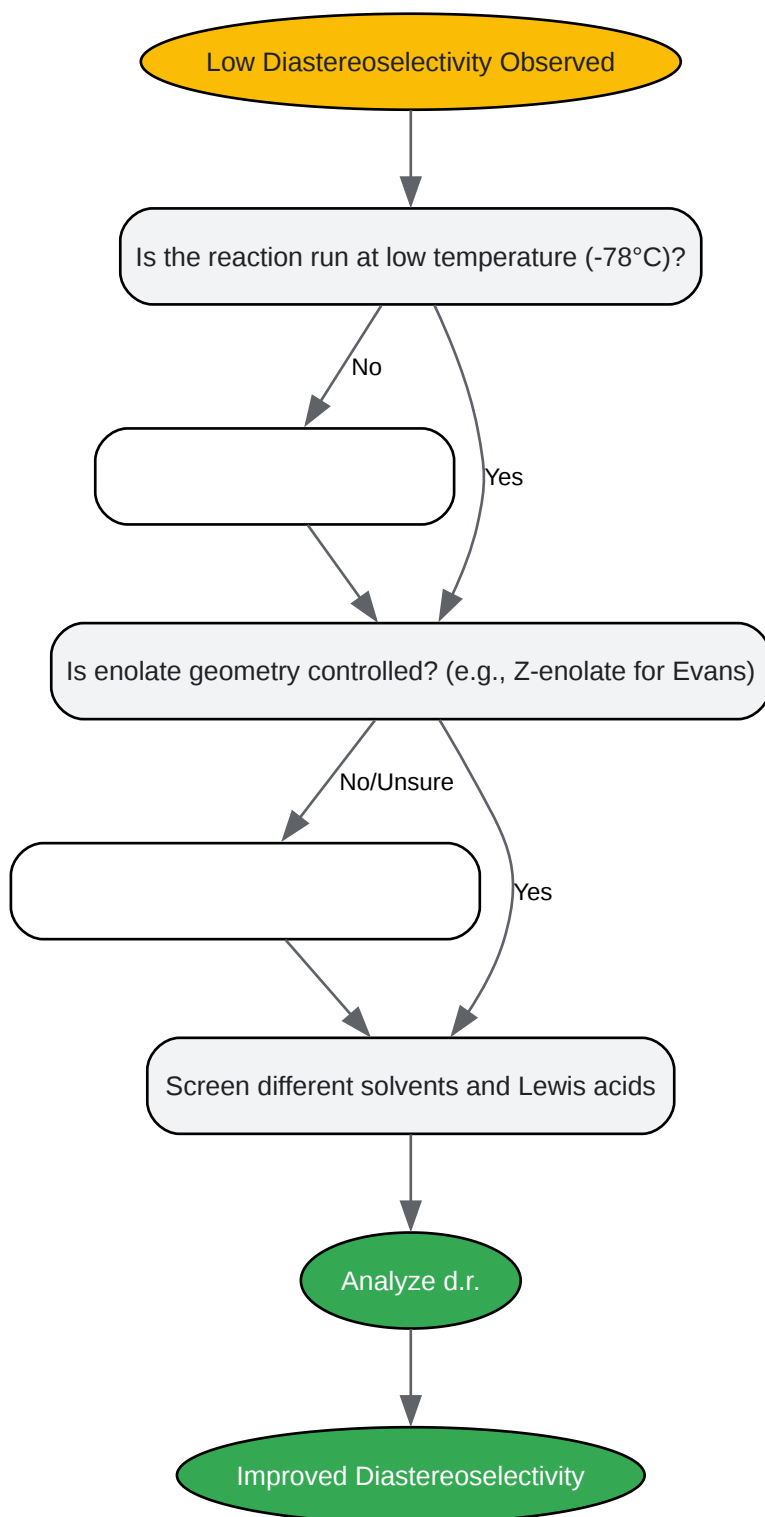 Low Diastereoselectivity Observed
Is the reaction run at low temperature (-78°C)?
No
Yes
Is enolate geometry controlled? (e.g., Z-enolate for Evans)
No/Unsure
Yes
Screen different solvents and Lewis acids
Analyze d.r.
Improved Diastereoselectivity